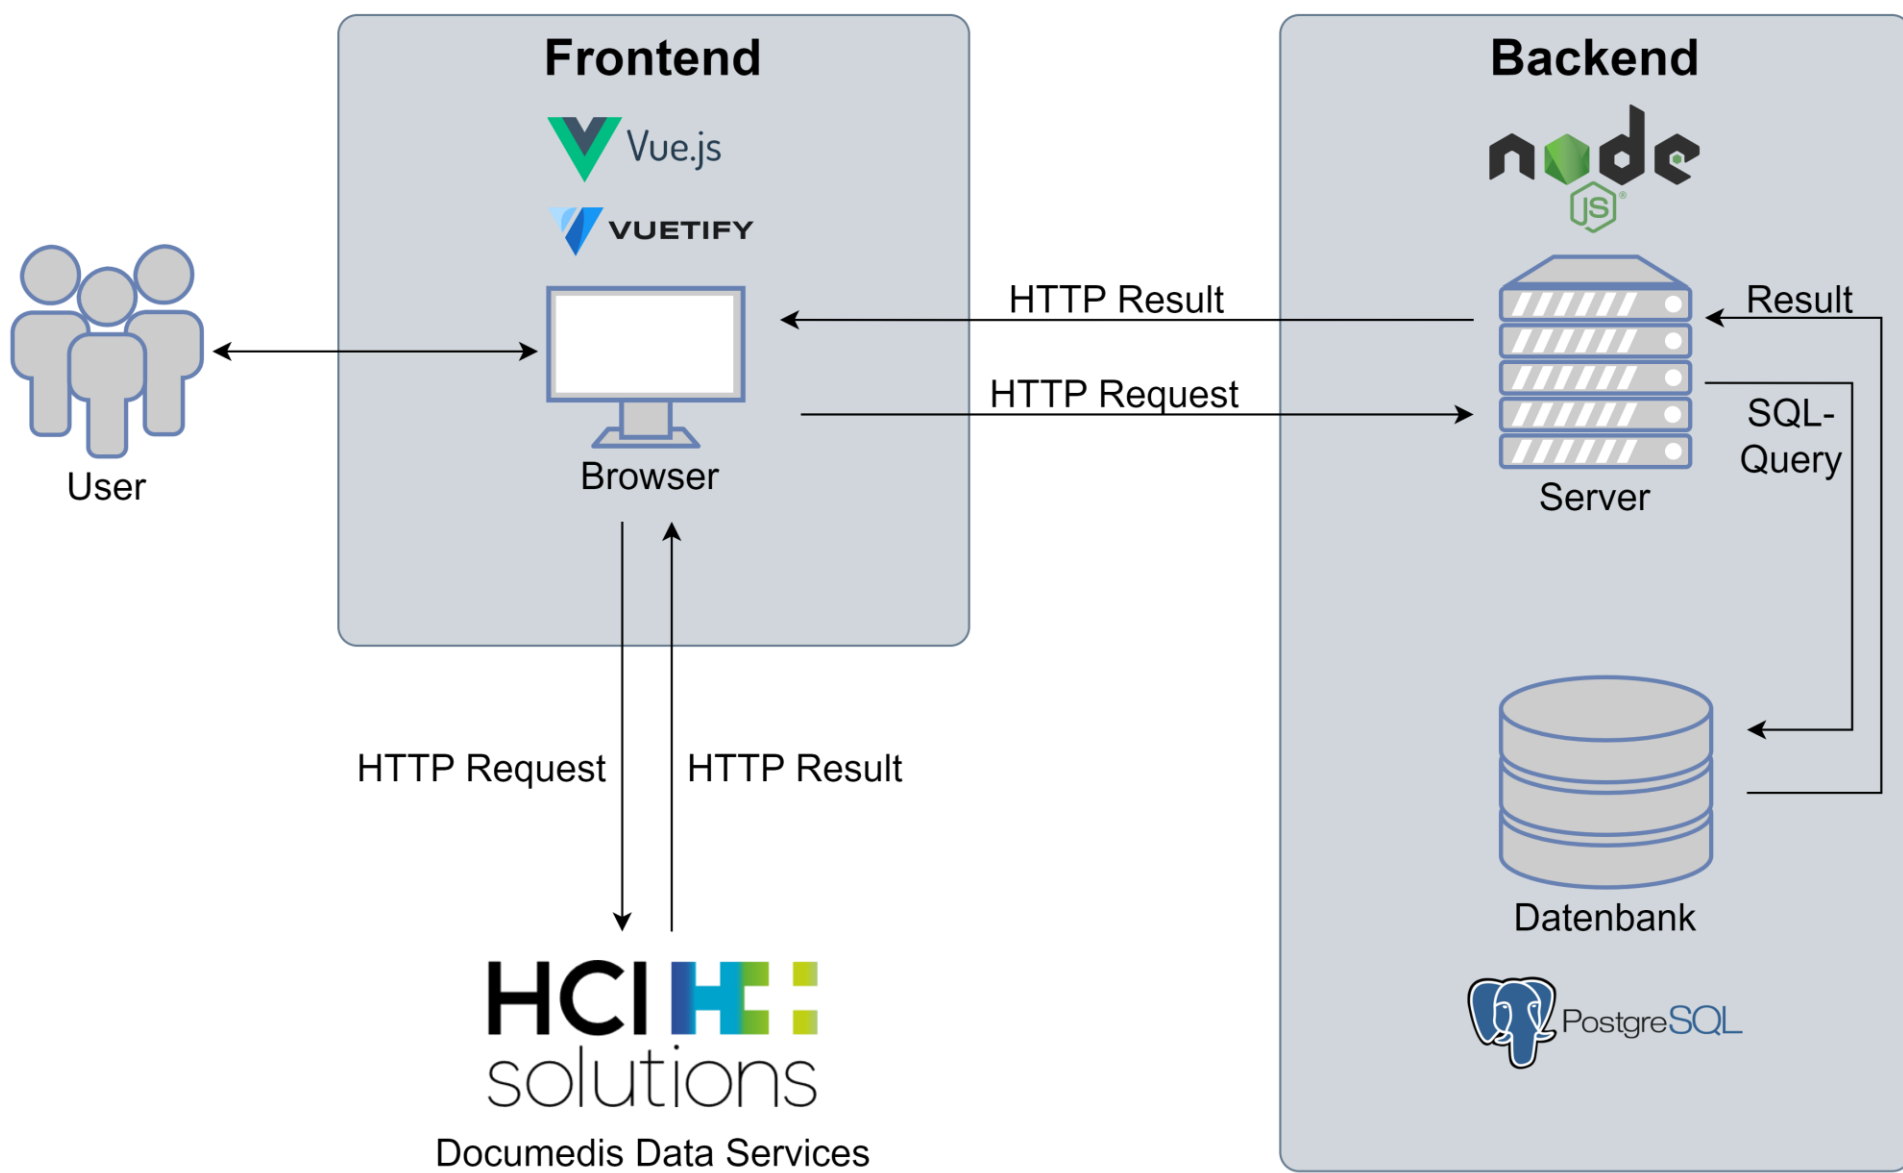 Frontend
Vue.js
VUETIFY
Browser
User
HTTP Result
HTTP Request
Backend
node
JS
®
Server
Result
SQL-
Query
Datenbank
PostgreSQL
HTTP Request
HTTP Result
HCI
solutions
Documedis Data Services